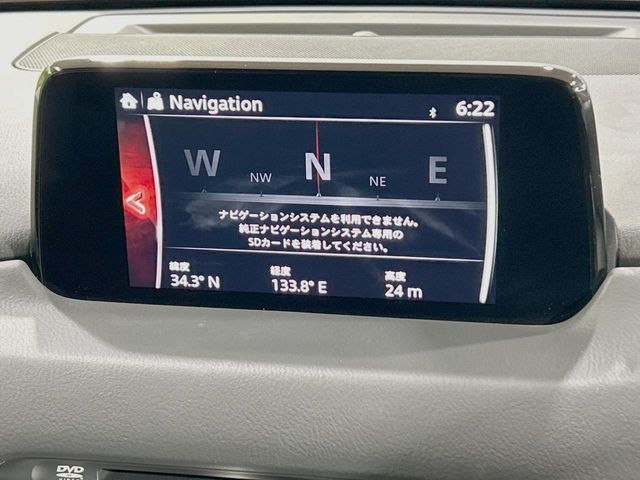 Navigation
6:22
W NW N NE E
ナビゲーションシステムを利用できません。
純正ナビゲーションシステム専用の
SDカードを装着してください。
緯度 経度 高度
34.3° N 133.8° E 24 m
DVD
VIDEO